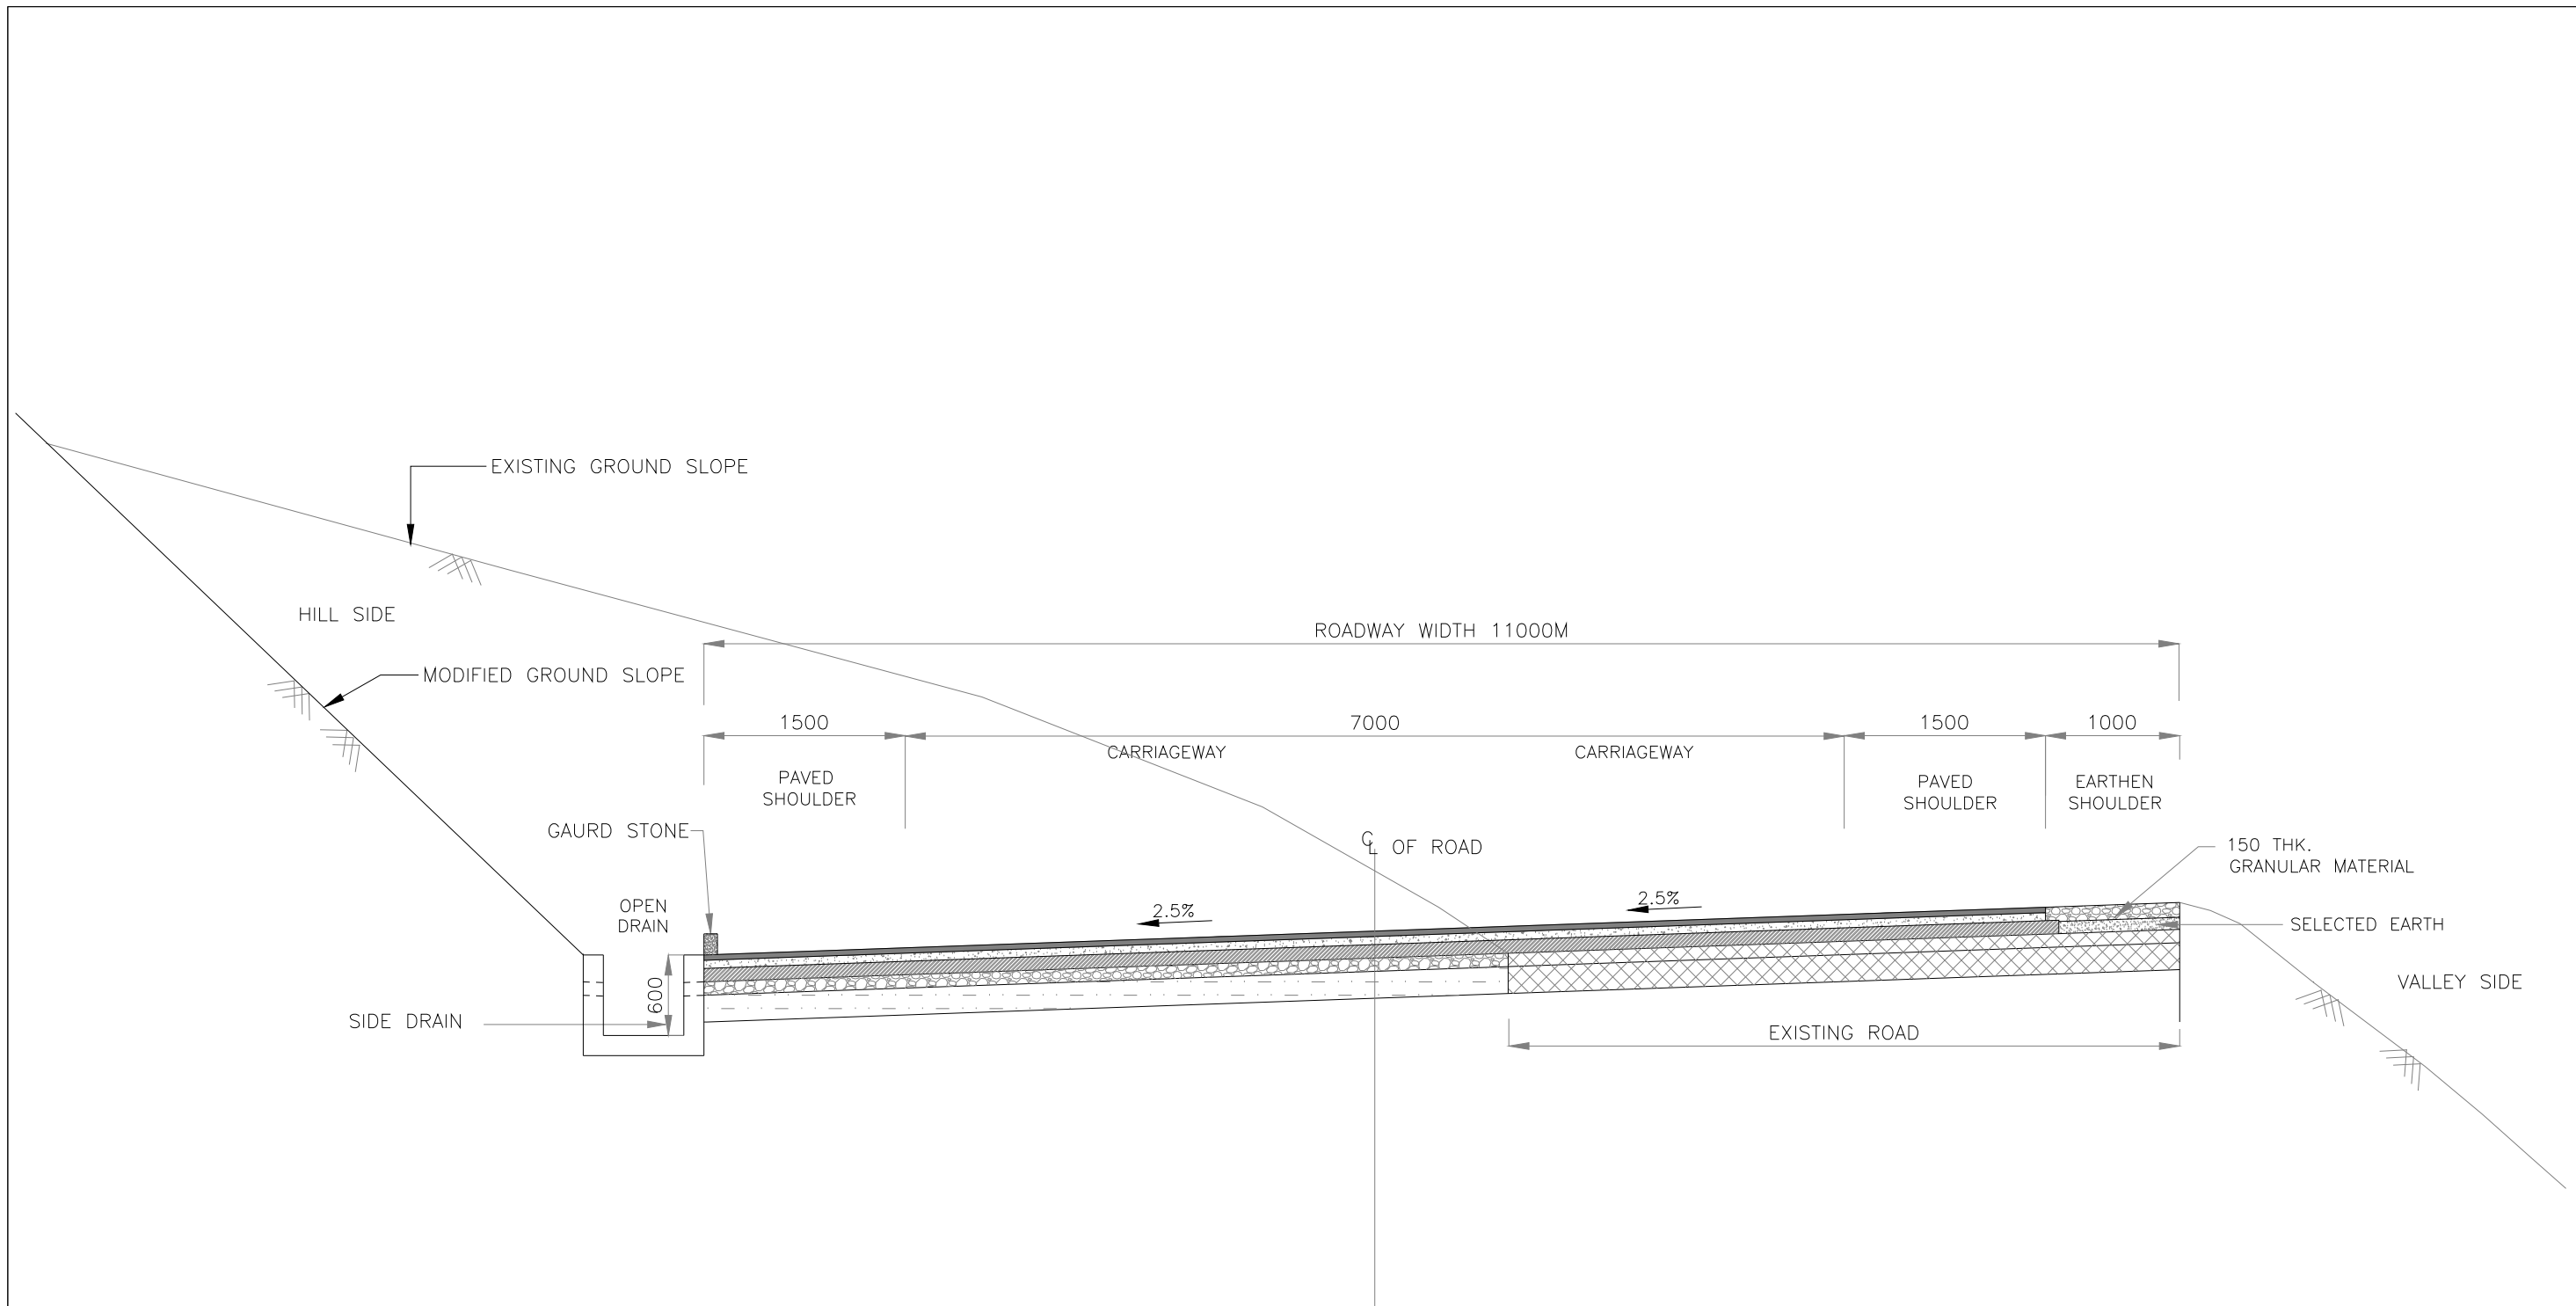 EXISTING GROUND SLOPE
HILL SIDE
ROADWAY WIDTH 11000M
MODIFIED GROUND SLOPE
1500
7000
1500
1000
CARRIAGEWAY
CARRIAGEWAY
PAVED
SHOULDER
PAVED
SHOULDER
EARTHEN
SHOULDER
GAURD STONE
℄ OF ROAD
150 THK.
GRANULAR MATERIAL
OPEN
DRAIN
2.5%
2.5%
SELECTED EARTH
VALLEY SIDE
600
SIDE DRAIN
EXISTING ROAD